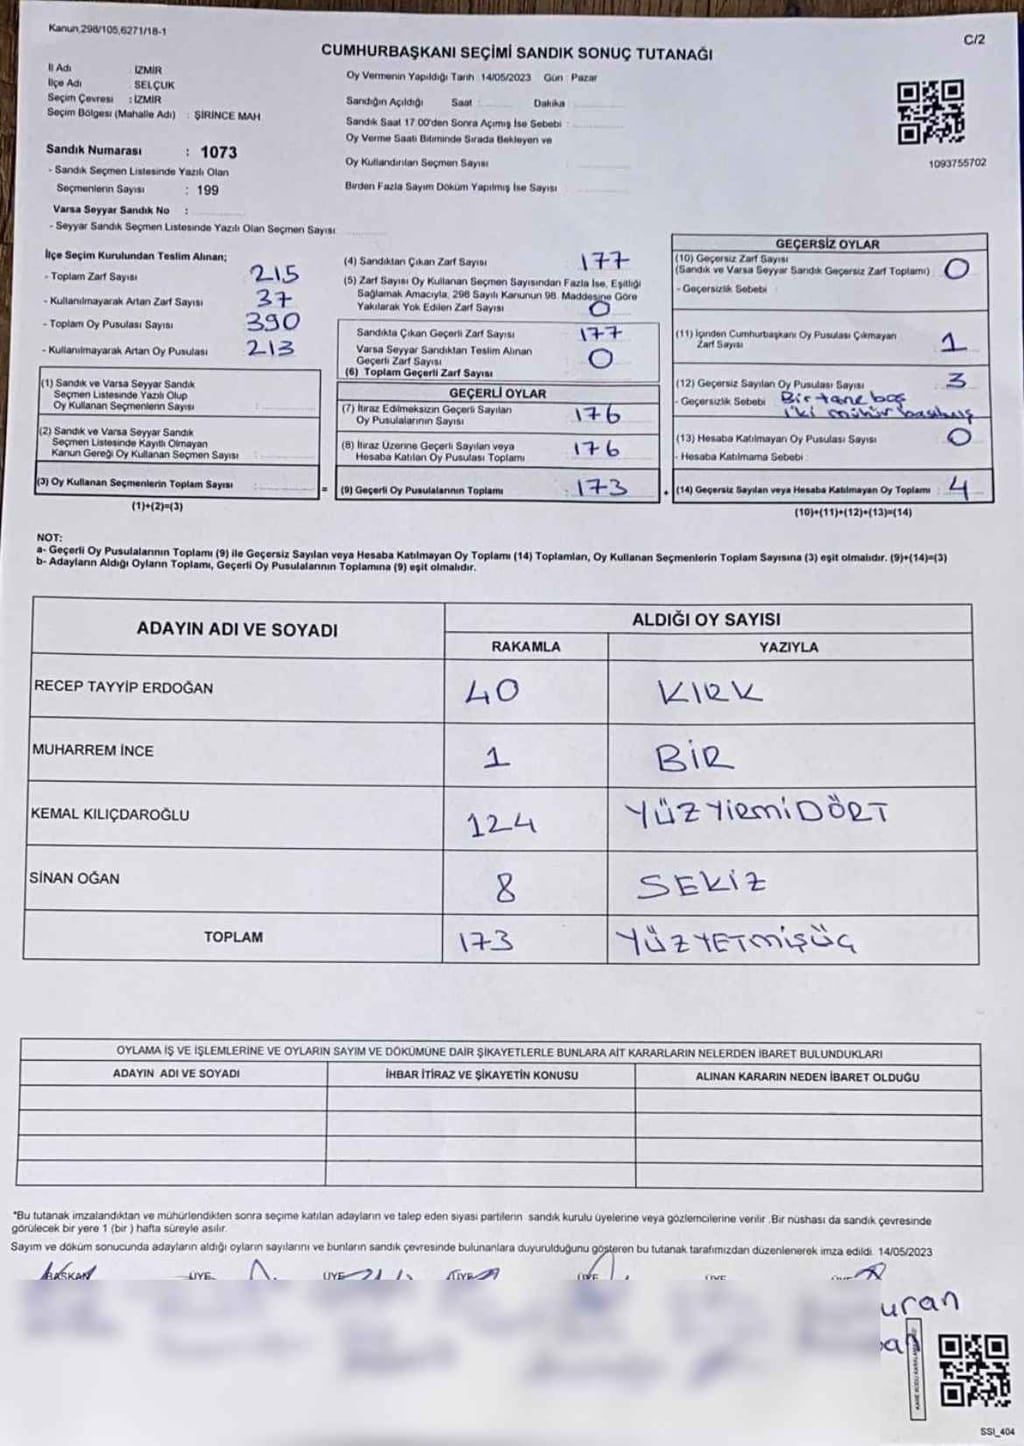 Kanun,298/105,6271/18-1
C/2
CUMHURBAŞKANI SEÇİMİ SANDIK SONUÇ TUTANAĞI
İl Adı : İZMİR
İlçe Adı : SELÇUK
Seçim Çevresi : İZMİR
Seçim Bölgesi (Mahalle Adı) : ŞİRİNCE MAH.
Sandık Numarası : 1073
- Sandık Seçmen Listesinde Yazılı Olan
Seçmenlerin Sayısı : 199
Varsa Seyyar Sandık No :
- Seyyar Sandık Seçmen Listesinde Yazılı Olan Seçmen Sayısı:
Oy Vermenin Yapıldığı Tarih : 14/05/2023 Gün : Pazar
Sandığın Açıldığı Saat : Dakika :
Sandık Saat 17:00'den Sonra Açımış İse Sebebi :
Oy Verme Saati Bitiminde Sırada Bekleyen ve
Oy Kullandırılan Seçmen Sayısı :
Birden Fazla Sayım Döküm Yapılmış İse Sayısı :
1093755702
İlçe Seçim Kurulundan Teslim Alınan;
- Toplam Zarf Sayısı : 215
- Kullanılmayarak Artan Zarf Sayısı : 37
- Toplam Oy Pusulası Sayısı : 390
- Kullanılmayarak Artan Oy Pusulası : 213
(1) Sandık ve Varsa Seyyar Sandık
Seçmen Listesinde Yazılı Olup
Oy Kullanan Seçmenlerin Sayısı :
(2) Sandık ve Varsa Seyyar Sandık
Seçmen Listesinde Kayıtlı Olmayan
Kanun Gereği Oy Kullanan Seçmen Sayısı :
(3) Oy Kullanan Seçmenlerin Toplam Sayısı :
(1)+(2)=(3)
(4) Sandıktan Çıkan Zarf Sayısı : 177
(5) Zarf Sayısı Oy Kullanan Seçmen Sayısından Fazla İse, Eşitliği
Sağlamak Amacıyla, 298 Sayılı Kanunun 98. Maddesine Göre
Yakılarak Yok Edilen Zarf Sayısı : 0
Sandıkta Çıkan Geçerli Zarf Sayısı : 177
Varsa Seyyar Sandıktan Teslim Alınan
Geçerli Zarf Sayısı : 0
(6) Toplam Geçerli Zarf Sayısı :
GEÇERLİ OYLAR
(7) İtiraz Edilmeksizin Geçerli Sayılan
Oy Pusulalarının Sayısı : 176
(8) İtiraz Üzerine Geçerli Sayılan veya
Hesaba Katılan Oy Pusulası Toplamı : 176
= (9) Geçerli Oy Pusulalarının Toplamı : 173
GEÇERSİZ OYLAR
(10) Geçersiz Zarf Sayısı
(Sandık ve Varsa Seyyar Sandık Geçersiz Zarf Toplamı) : 0
- Geçersizlik Sebebi :
(11) İçinden Cumhurbaşkanı Oy Pusulası Çıkmayan
Zarf Sayısı : 1
(12) Geçersiz Sayılan Oy Pusulası Sayısı : 3
- Geçersizlik Sebebi : Bir tane boş
iki mühür basılmış
(13) Hesaba Katılmayan Oy Pusulası Sayısı : 0
- Hesaba Katılmama Sebebi :
+ (14) Geçersiz Sayılan veya Hesaba Katılmayan Oy Toplamı : 4
(10)+(11)+(12)+(13)=(14)
NOT:
a- Geçerli Oy Pusulalarının Toplamı (9) ile Geçersiz Sayılan veya Hesaba Katılmayan Oy Toplamı (14) Toplamları, Oy Kullanan Seçmenlerin Toplam Sayısına (3) eşit olmalıdır. (9)+(14)=(3)
b- Adayların Aldığı Oyların Toplamı, Geçerli Oy Pusulalarının Toplamına (9) eşit olmalıdır.
ADAYIN ADI VE SOYADI ALDIĞI OY SAYISI
RAKAMLA YAZIYLA
RECEP TAYYİP ERDOĞAN 40 KIRK
MUHARREM İNCE 1 BİR
KEMAL KILIÇDAROĞLU 124 YÜZ YİRMİ DÖRT
SİNAN OĞAN 8 SEKİZ
TOPLAM 173 YÜZYETMİŞÜÇ
OYLAMA İŞ VE İŞLEMLERİNE VE OYLARIN SAYIM VE DÖKÜMÜNE DAİR ŞİKAYETLERLE BUNLARA AİT KARARLARIN NELERDEN İBARET BULUNDUKLARI
ADAYIN ADI VE SOYADI İHBAR İTİRAZ VE ŞİKAYETİN KONUSU ALINAN KARARIN NEDEN İBARET OLDUĞU
*Bu tutanak imzalandıktan ve mühürlendikten sonra seçime katılan adayların ve talep eden siyasi partilerin sandık kurulu üyelerine veya gözlemcilerine verilir .Bir nüshası da sandık çevresinde
görülecek bir yere 1 (bir ) hafta süreyle asılır.
Sayım ve döküm sonucunda adayların aldığı oyların sayılarını ve bunların sandık çevresinde bulunanlara duyurulduğunu gösteren bu tutanak tarafımızdan düzenlenerek imza edildi. 14/05/2023
BAŞKAN ÜYE ÜYE ÜYE ÜYE ÜYE
uran
SSI_404